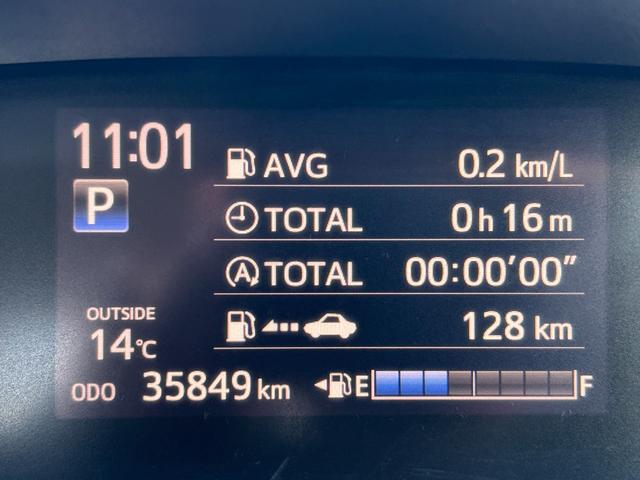 11:01
P
AVG 0.2 km/L
TOTAL 0h16m
A TOTAL 00:00'00”
128 km
OUTSIDE
14℃
ODO 35849 km
E F